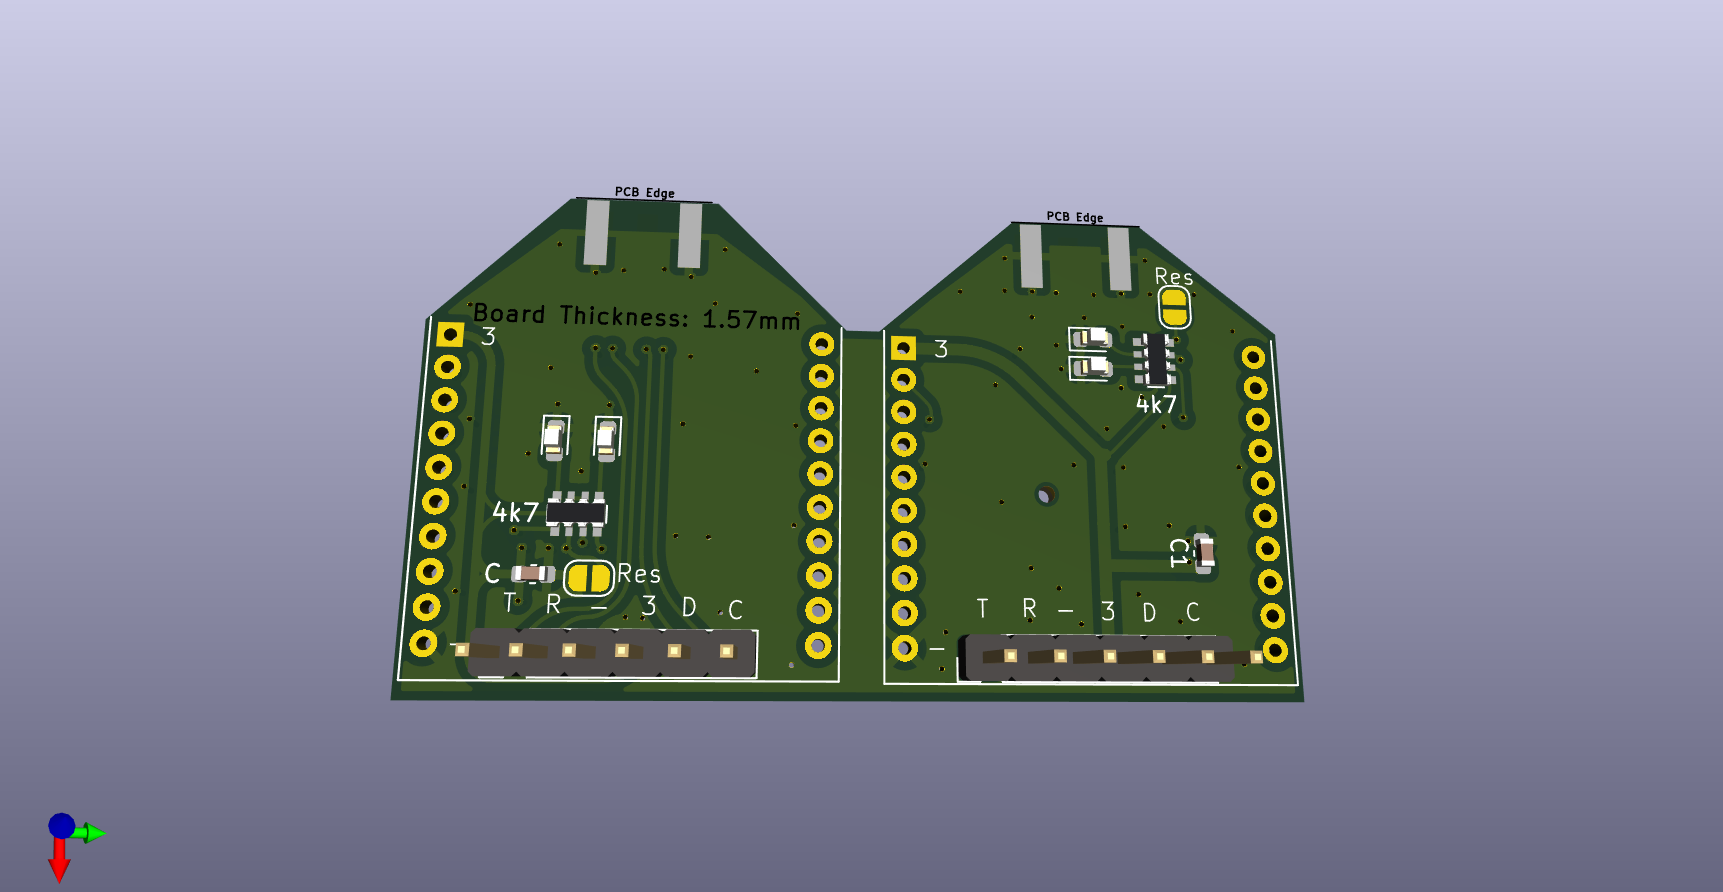 PCB Edge
Board Thickness: 1.57mm
3
4k7
C
Res
T R – 3 D C
–
PCB Edge
Res
3
4k7
C1
T R – 3 D C
–